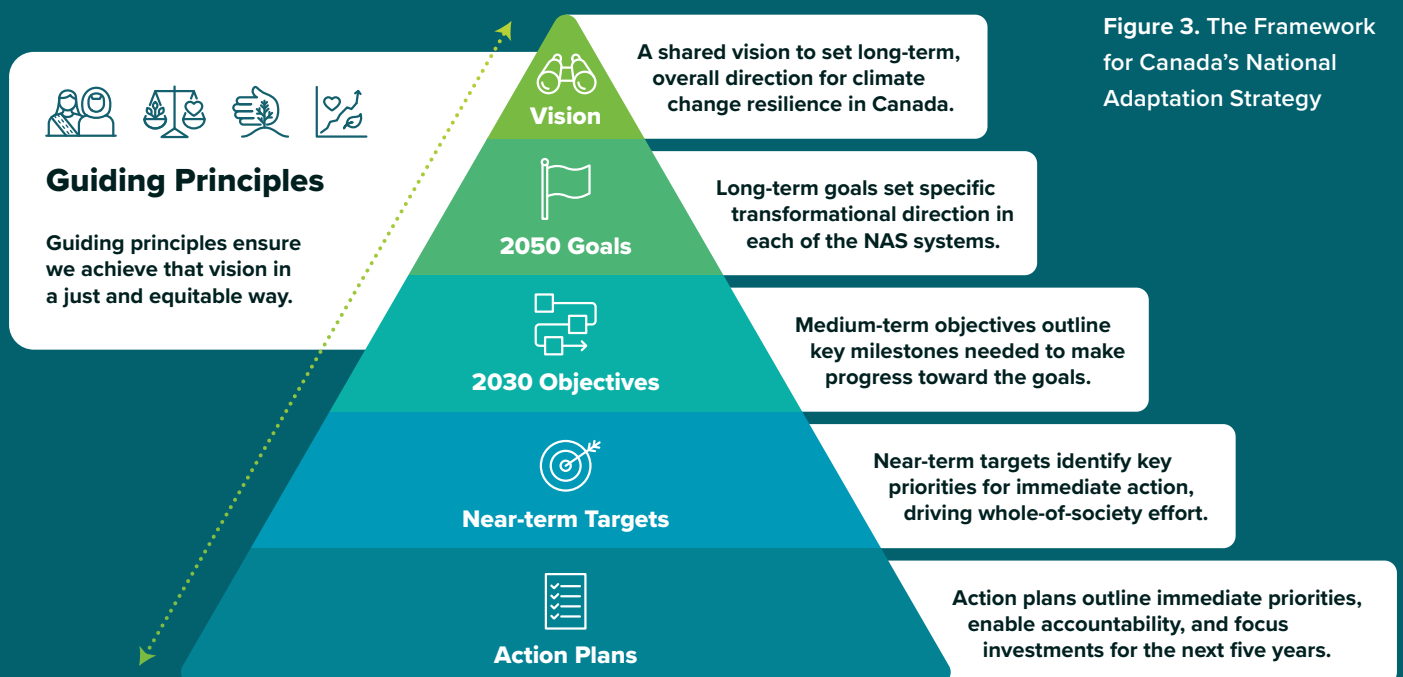 Figure 3. The Framework
for Canada's National
Adaptation Strategy
Guiding Principles
Guiding principles ensure
we achieve that vision in
a just and equitable way.
Vision
A shared vision to set long-term,
overall direction for climate
change resilience in Canada.
2050 Goals
Long-term goals set specific
transformational direction in
each of the NAS systems.
2030 Objectives
Medium-term objectives outline
key milestones needed to make
progress toward the goals.
Near-term Targets
Near-term targets identify key
priorities for immediate action,
driving whole-of-society effort.
Action Plans
Action plans outline immediate priorities,
enable accountability, and focus
investments for the next five years.